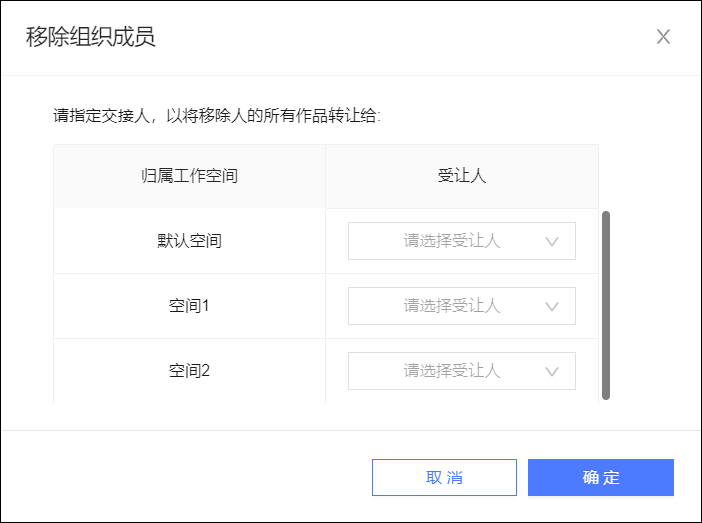 移除组织成员
请指定交接人，以将移除人的所有作品转让给:
归属工作空间 受让人
默认空间 请选择受让人
空间1 请选择受让人
空间2 请选择受让人
取 消 确 定